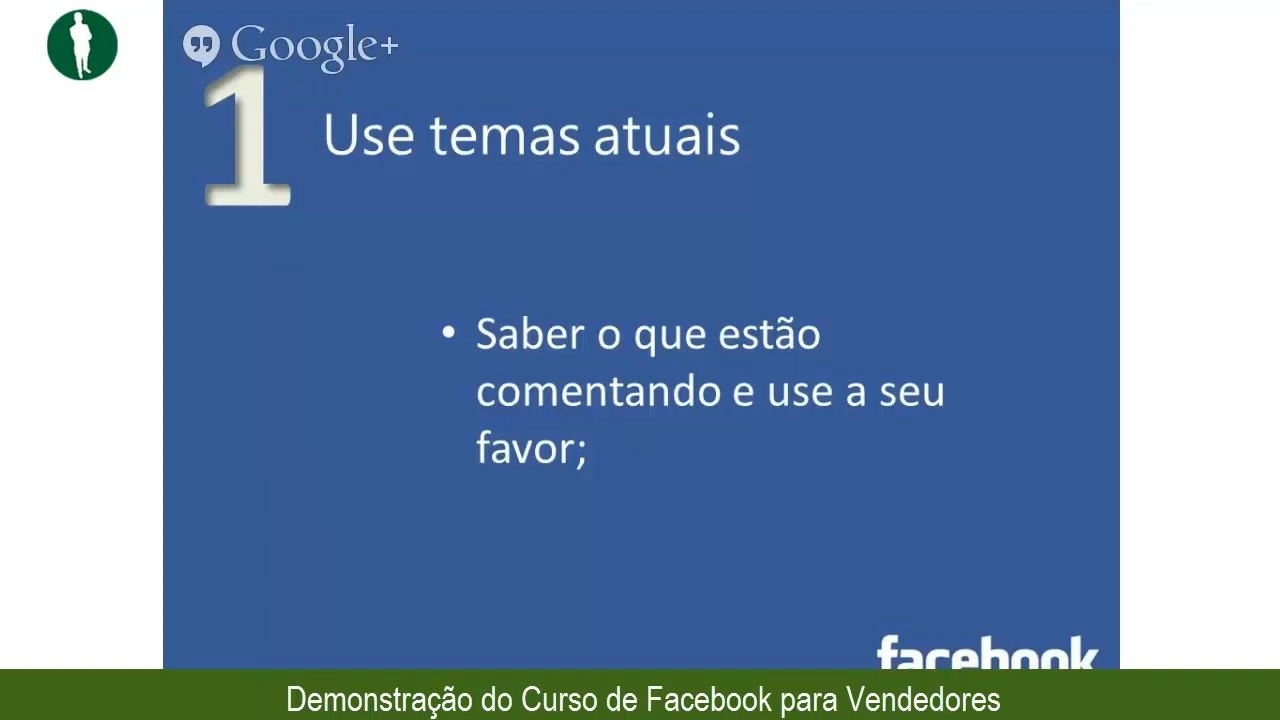 Google+
1
Use temas atuais
• Saber o que estão
comentando e use a seu
favor;
facebook
Demonstração do Curso de Facebook para Vendedores